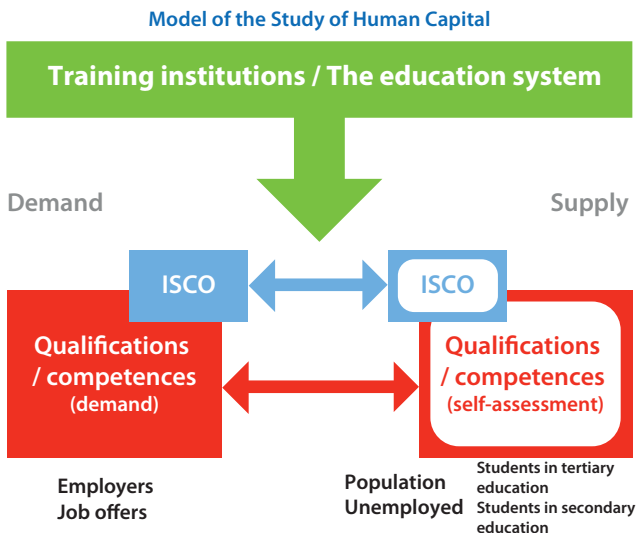 Model of the Study of Human Capital
Training institutions / The education system
Demand
Supply
ISCO
ISCO
Qualifications
/ competences
(demand)
Qualifications
/ competences
(self-assessment)
Employers
Job offers
Population
Unemployed
Students in tertiary
education
Students in secondary
education